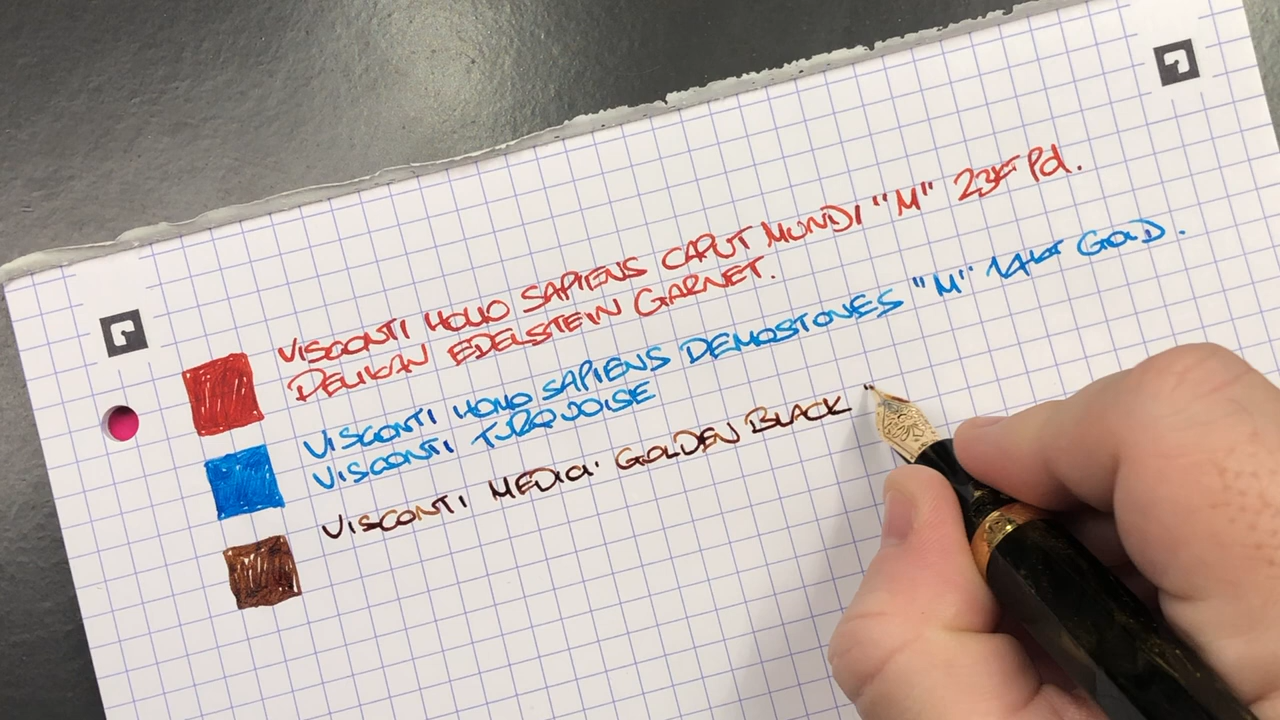 VISCONTI HOMO SAPIENS CAPUT MUNDI "M" 23KT Pd.
PELIKAN EDELSTEIN GARNET.
VISCONTI HOMO SAPIENS DEMOSTONES "M" 14KT GOLD.
VISCONTI TURQUOISE
VISCONTI MEDICI GOLDEN BLACK "